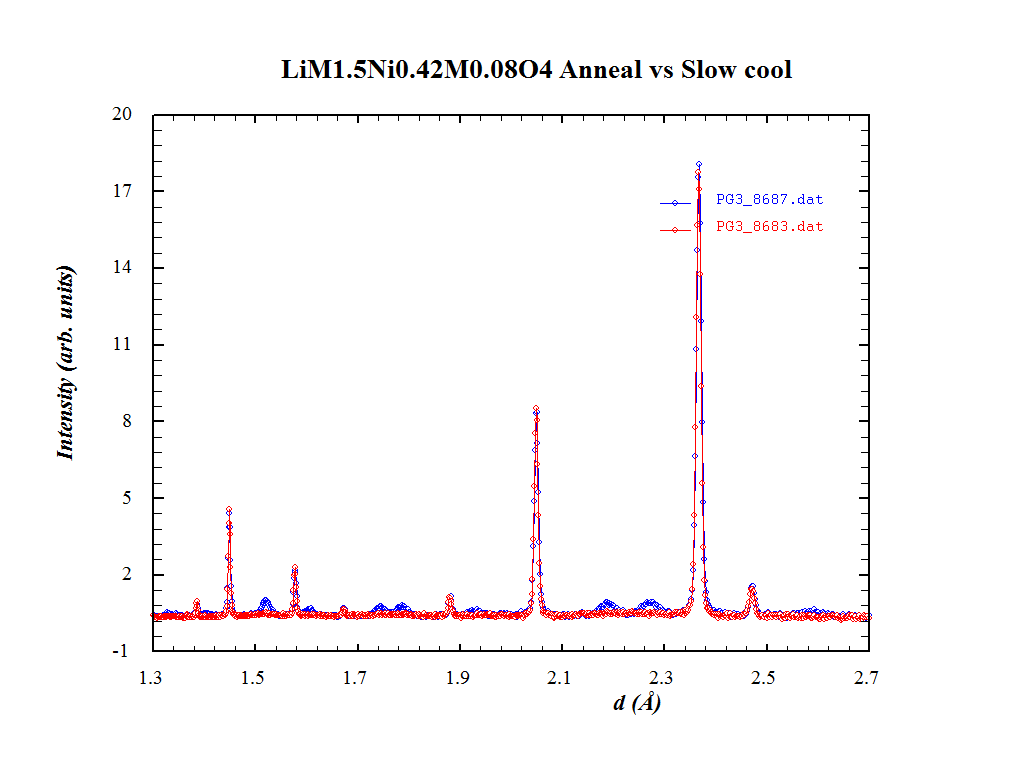 LiM1.5Ni0.42M0.08O4 Anneal vs Slow cool
20
17
14
11
8
5
2
-1
Intensity (arb. units)
PG3_8687.dat
PG3_8683.dat
1.3 1.5 1.7 1.9 2.1 2.3 2.5 2.7
d (Å)